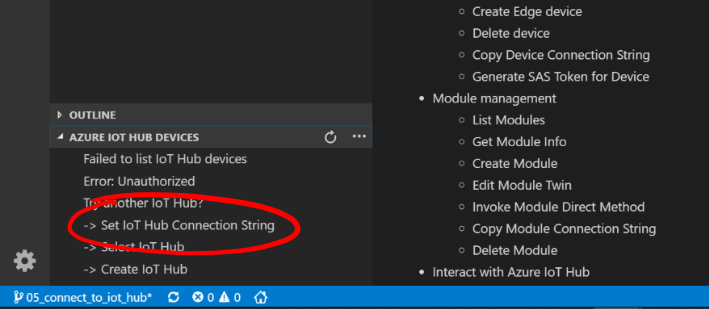 OUTLINE
AZURE IOT HUB DEVICES
Failed to list IoT Hub devices
Error: Unauthorized
Try another IoT Hub?
-> Set IoT Hub Connection String
-> Select IoT Hub
-> Create IoT Hub
Create Edge device
Delete device
Copy Device Connection String
Generate SAS Token for Device
Module management
List Modules
Get Module Info
Create Module
Edit Module Twin
Invoke Module Direct Method
Copy Module Connection String
Delete Module
Interact with Azure IoT Hub
05_connect_to_iot_hub* 0 0